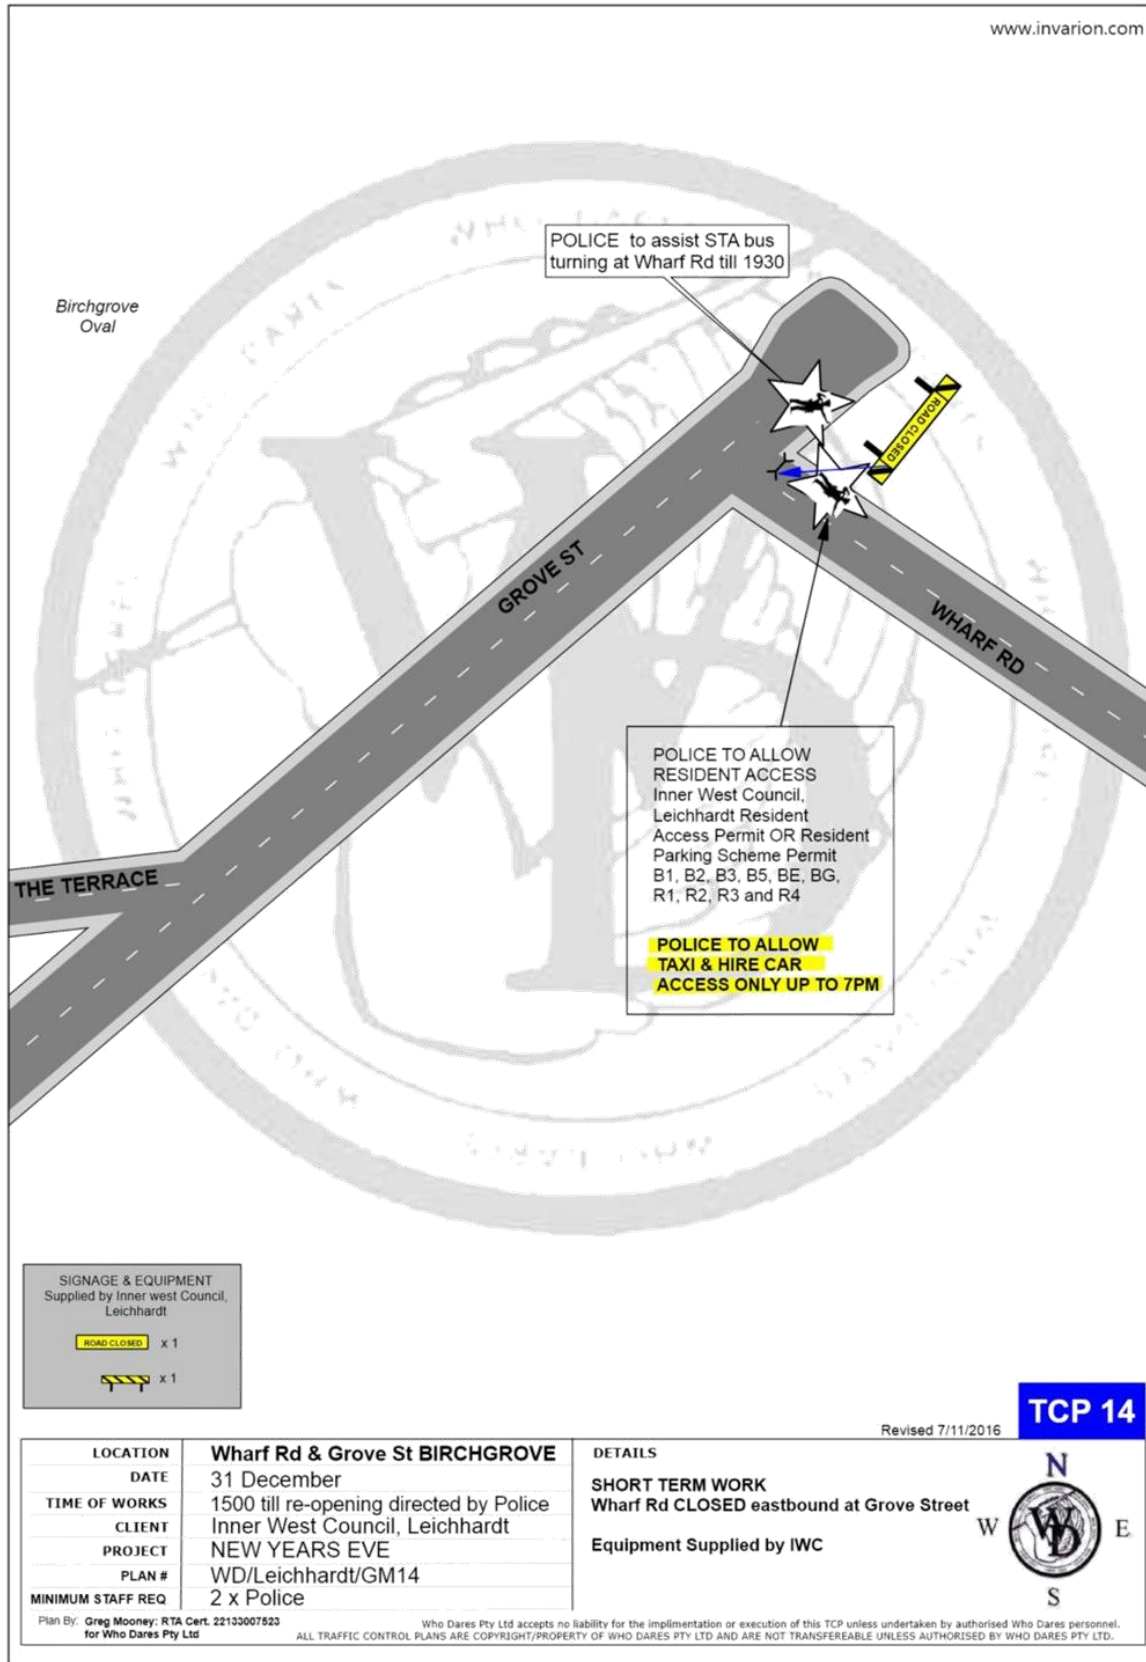 www.invarion.com
POLICE to assist STA bus
turning at Wharf Rd till 1930
Birchgrove
Oval
ROAD CLOSED
GROVE ST
WHARF RD
THE TERRACE
POLICE TO ALLOW
RESIDENT ACCESS
Inner West Council,
Leichhardt Resident
Access Permit OR Resident
Parking Scheme Permit
B1, B2, B3, B5, BE, BG,
R1, R2, R3 and R4
POLICE TO ALLOW
TAXI & HIRE CAR
ACCESS ONLY UP TO 7PM
SIGNAGE & EQUIPMENT
Supplied by Inner west Council,
Leichhardt
ROAD CLOSED x 1
x 1
TCP 14
Revised 7/11/2016
LOCATION Wharf Rd & Grove St BIRCHGROVE
DATE 31 December
TIME OF WORKS 1500 till re-opening directed by Police
CLIENT Inner West Council, Leichhardt
PROJECT NEW YEARS EVE
PLAN # WD/Leichhardt/GM14
MINIMUM STAFF REQ 2 x Police
DETAILS
SHORT TERM WORK
Wharf Rd CLOSED eastbound at Grove Street
Equipment Supplied by IWC
N
W E
S
WD
Plan By: Greg Mooney: RTA Cert. 22133007523
for Who Dares Pty Ltd
Who Dares Pty Ltd accepts no liability for the implimentation or execution of this TCP unless undertaken by authorised Who Dares personnel.
ALL TRAFFIC CONTROL PLANS ARE COPYRIGHT/PROPERTY OF WHO DARES PTY LTD AND ARE NOT TRANSFEREABLE UNLESS AUTHORISED BY WHO DARES PTY LTD.